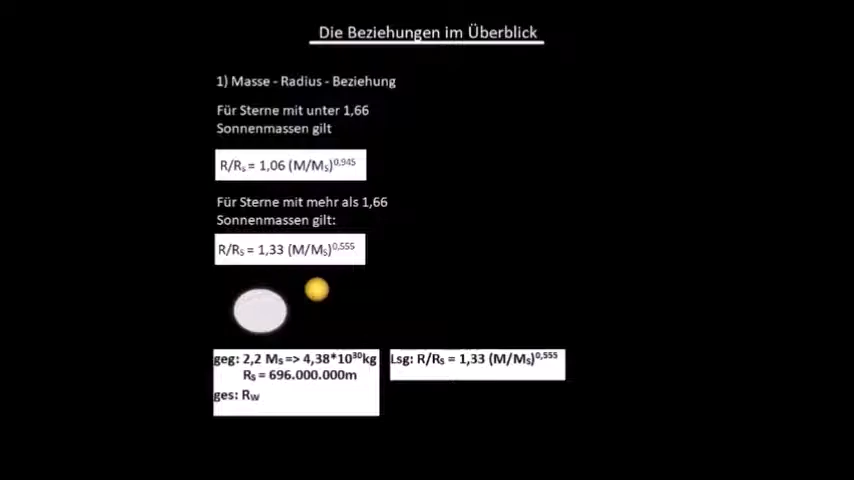 Die Beziehungen im Überblick
1) Masse - Radius - Beziehung
Für Sterne mit unter 1,66
Sonnenmassen gilt
R/Rₛ = 1,06 (M/Mₛ)⁰,⁹⁴⁵
Für Sterne mit mehr als 1,66
Sonnenmassen gilt:
R/Rₛ = 1,33 (M/Mₛ)⁰,⁵⁵⁵
geg: 2,2 Mₛ => 4,38*10³⁰kg
Rₛ = 696.000.000m
ges: R_W
Lsg: R/Rₛ = 1,33 (M/Mₛ)⁰,⁵⁵⁵